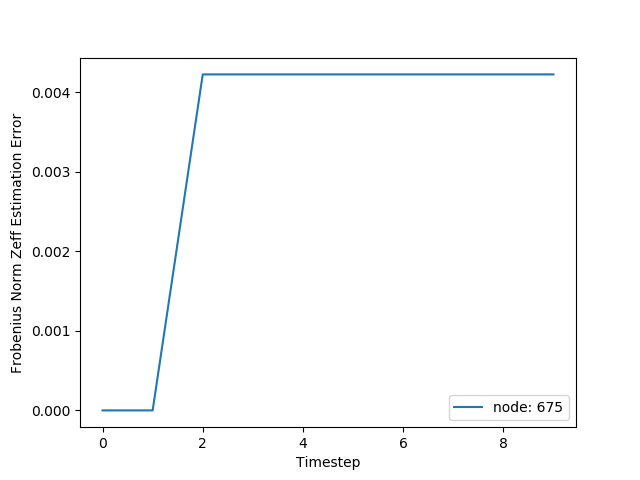 Frobenius Norm Zeff Estimation Error
0.004
0.003
0.002
0.001
0.000
0 2 4 6 8
Timestep
node: 675